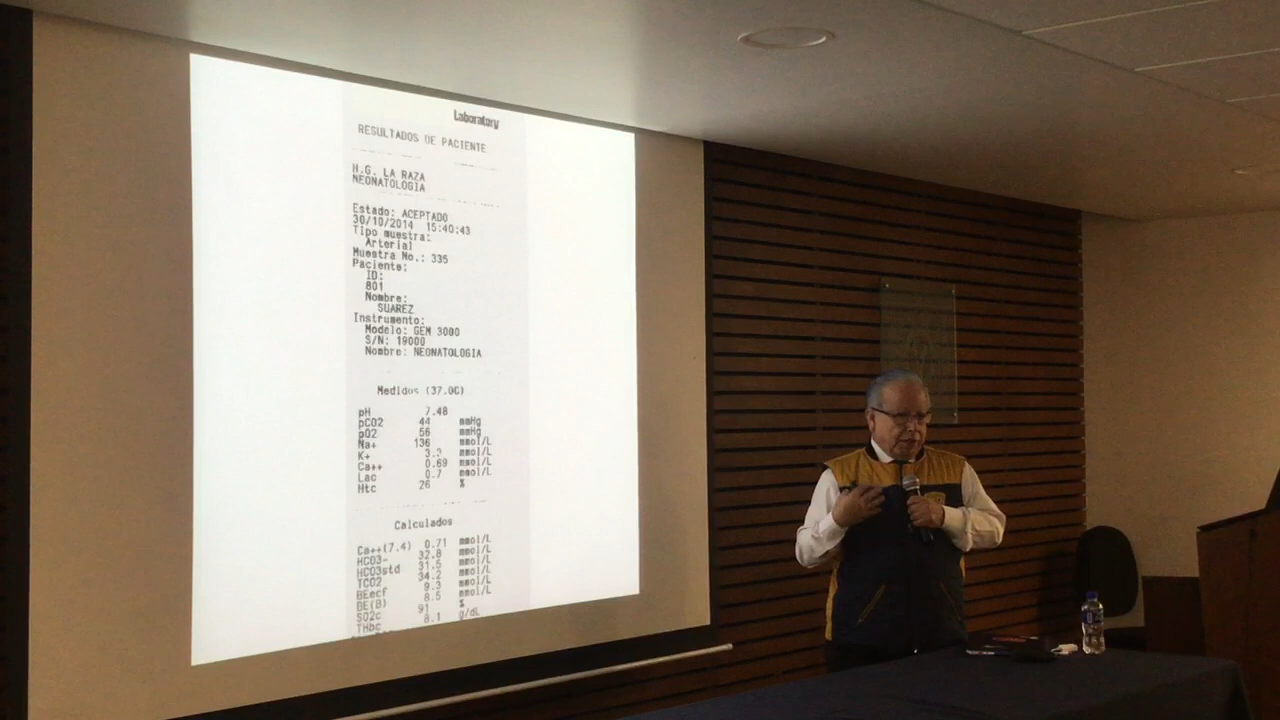 Laboratory
RESULTADOS DE PACIENTE
H.G. LA RAZA
NEONATOLOGIA
Estado: ACEPTADO
30/10/2014 15:40:43
Tipo muestra:
Arterial
Muestra No.: 335
Paciente:
ID:
801
Nombre:
SUAREZ
Instrumento:
Modelo: GEM 3000
S/N: 19000
Nombre: NEONATOLOGIA
Medidos (37.0C)
pH 7.48
pCO2 44 mmHg
pO2 56 mmHg
Na+ 136 mmol/L
K+ mmol/L
Ca++ 0.69 mmol/L
Lac 0.7 mmol/L
Htc 26 %
Calculados
Ca++(7.4) 0.71 mmol/L
HCO3- 32.8 mmol/L
HCO3std 31.5 mmol/L
TCO2 34.2 mmol/L
BEecf 9.3 mmol/L
BE(B) 8.5 mmol/L
SO2c 91 %
THbc 8.1 g/dL